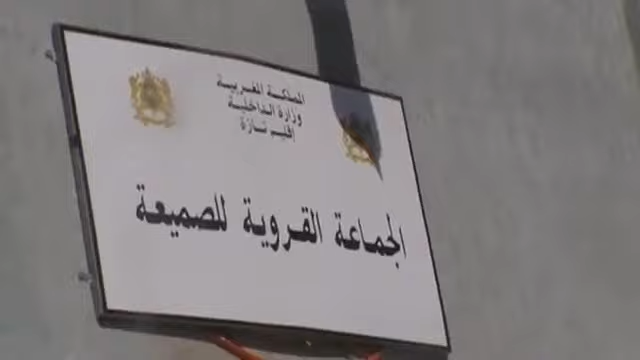 المملكة المغربية
وزارة الداخلية
إقليم تازة
الجماعة القروية للصميعة